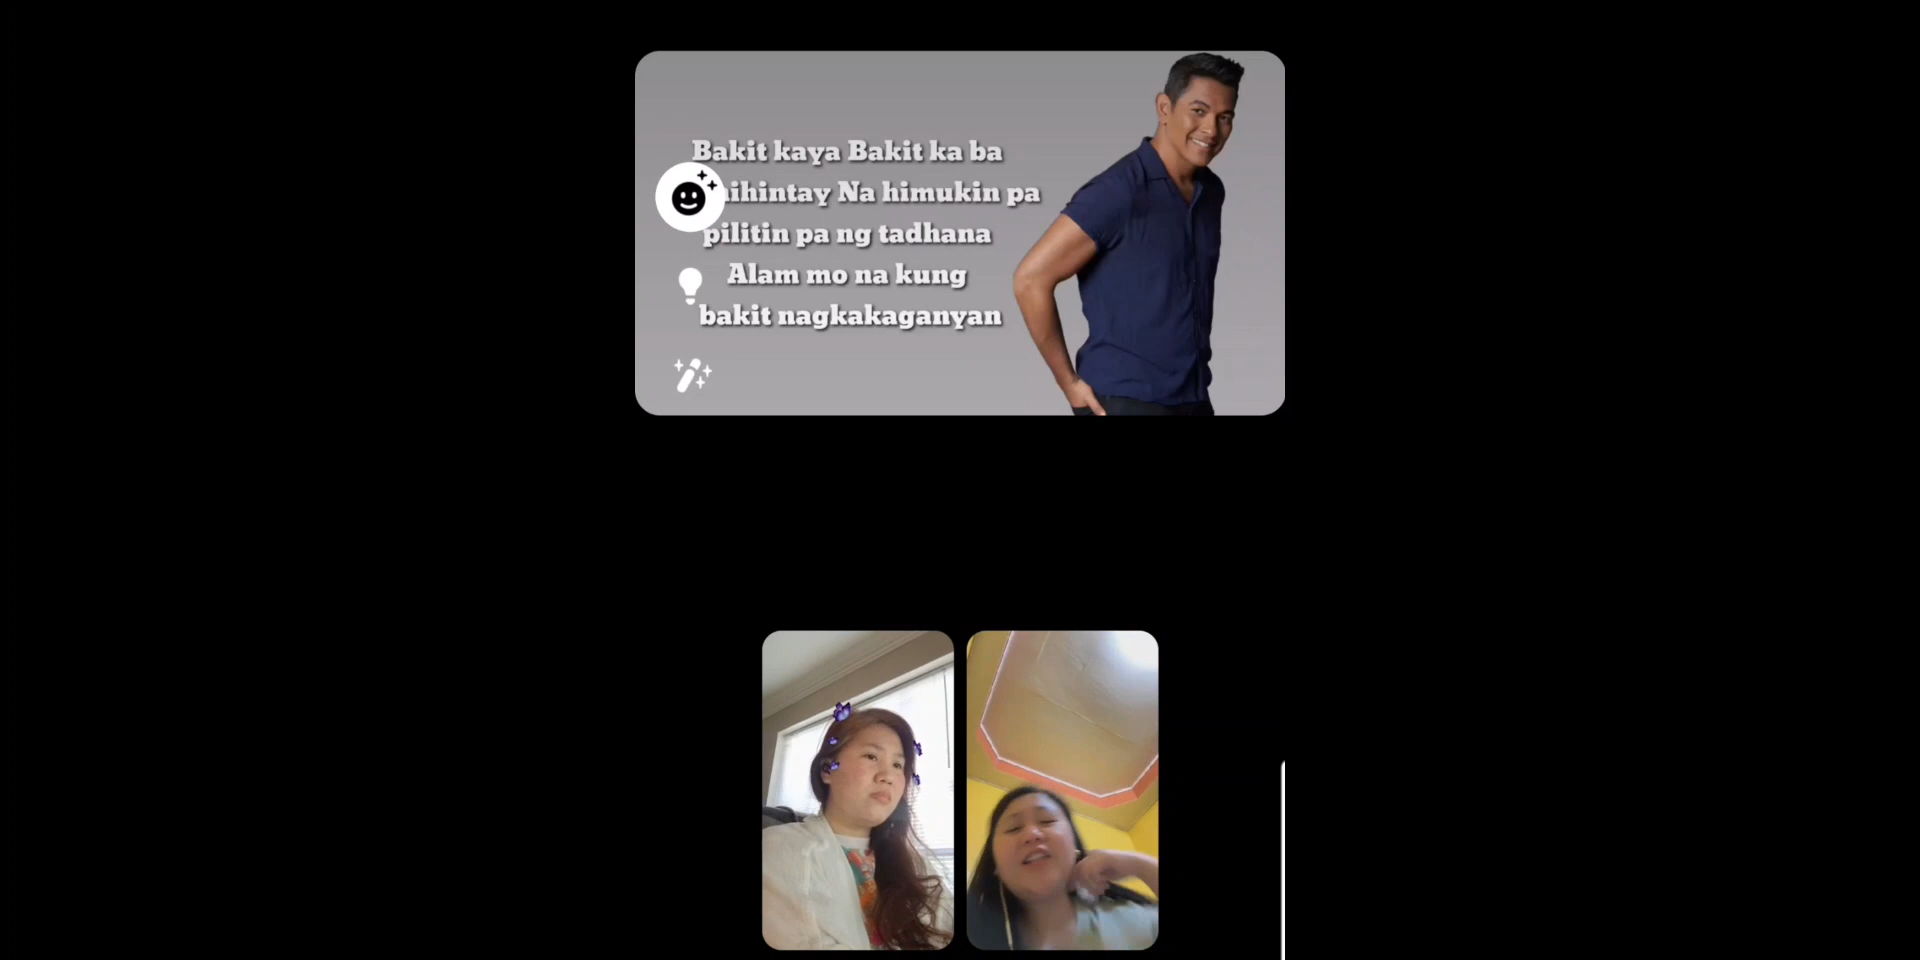 Bakit kaya Bakit ka ba
Na himukin pa
pilitin pa ng tadhana
Alam mo na kung
bakit nagkakaganyan